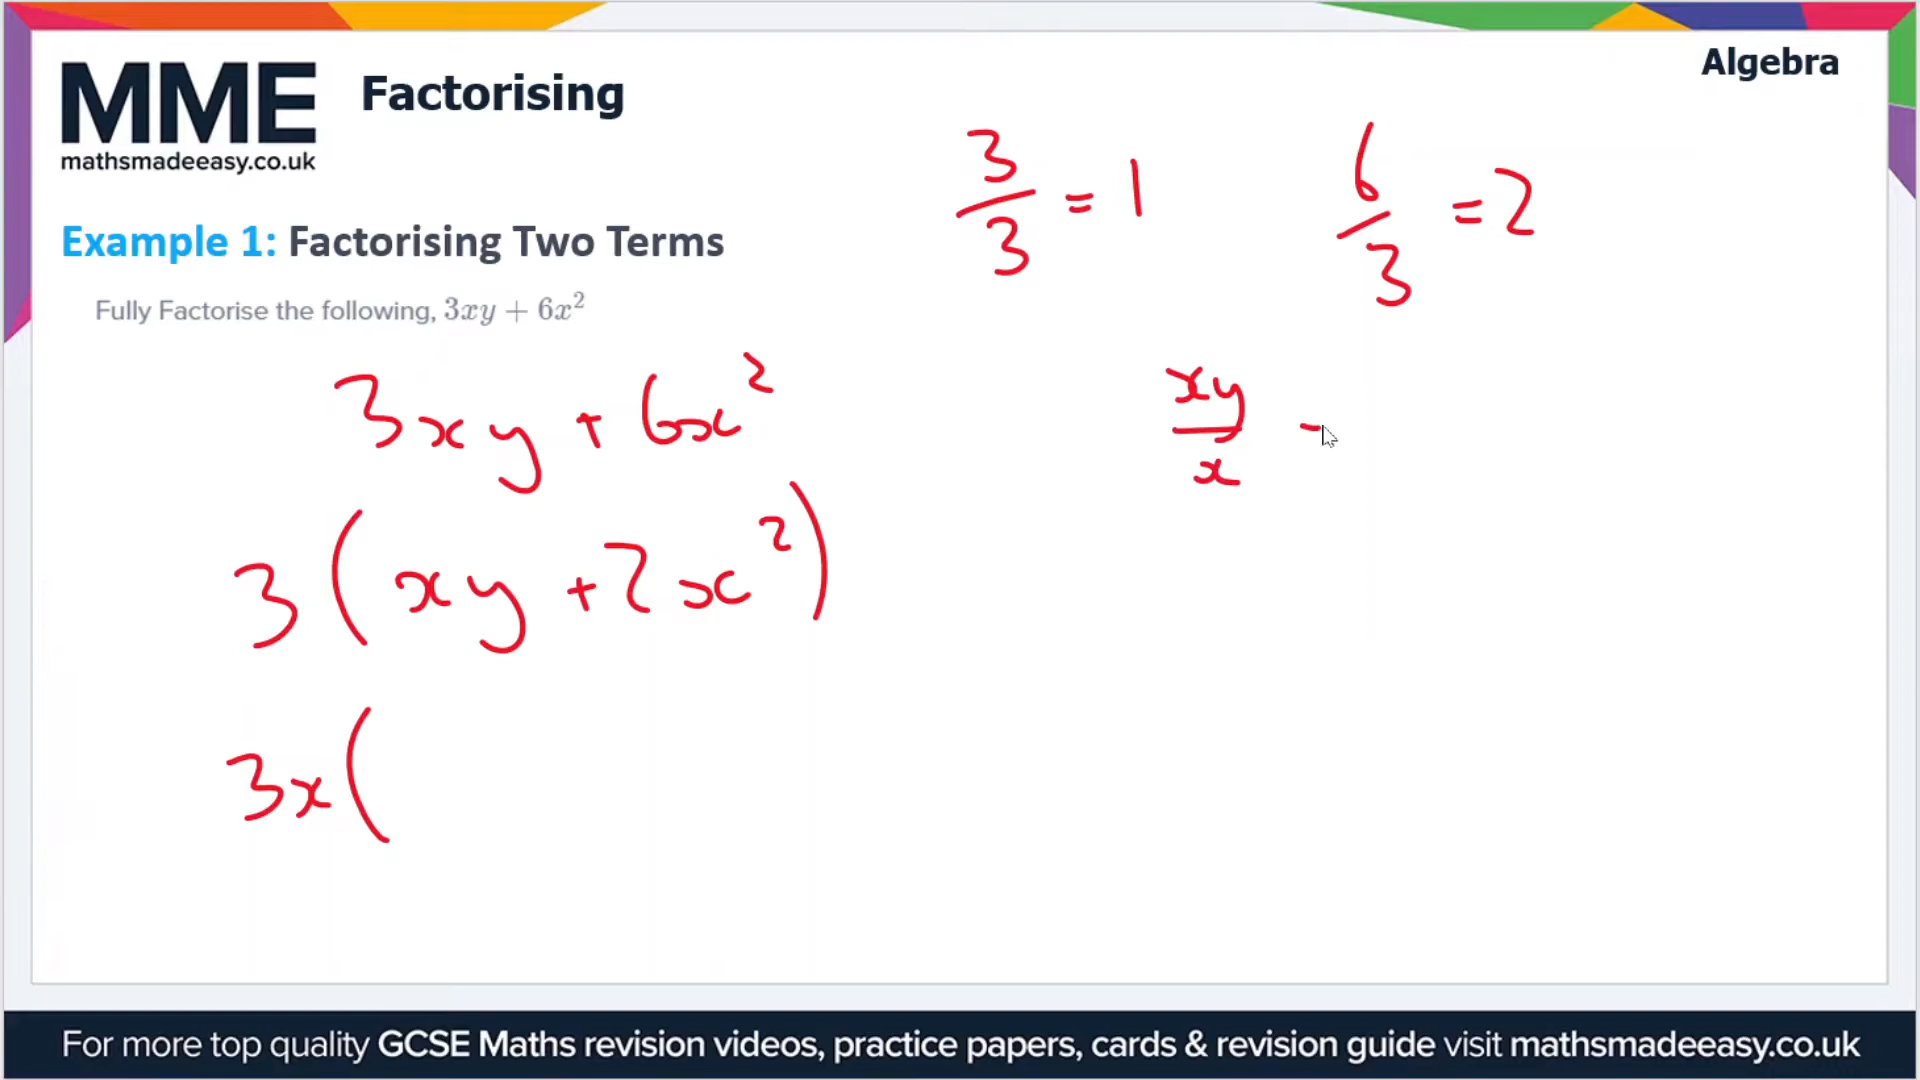 MME
mathsmadeeasy.co.uk
Factorising
Algebra
Example 1: Factorising Two Terms
Fully Factorise the following, 3xy + 6x²
3xy + 6x²
3(xy + 2x²)
3x(
3/3 = 1
6/3 = 2
xy/x -
For more top quality GCSE Maths revision videos, practice papers, cards & revision guide visit mathsmadeeasy.co.uk